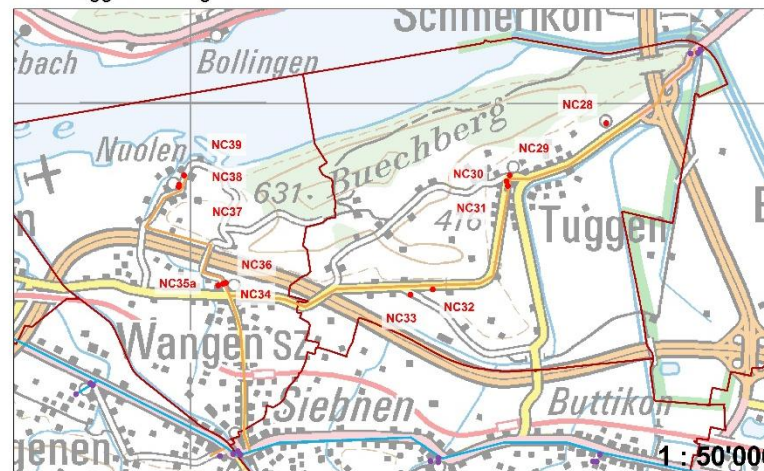 Schmerikon
Bollingen
NC28
Nuolen
NC39
NC29
NC38
NC30
631. Buechberg
NC37
NC31
416
Tuggen
NC36
NC35a
NC34
NC32
NC33
Wangen SZ
Siebnen
Buttikon
genen
1 : 50'000